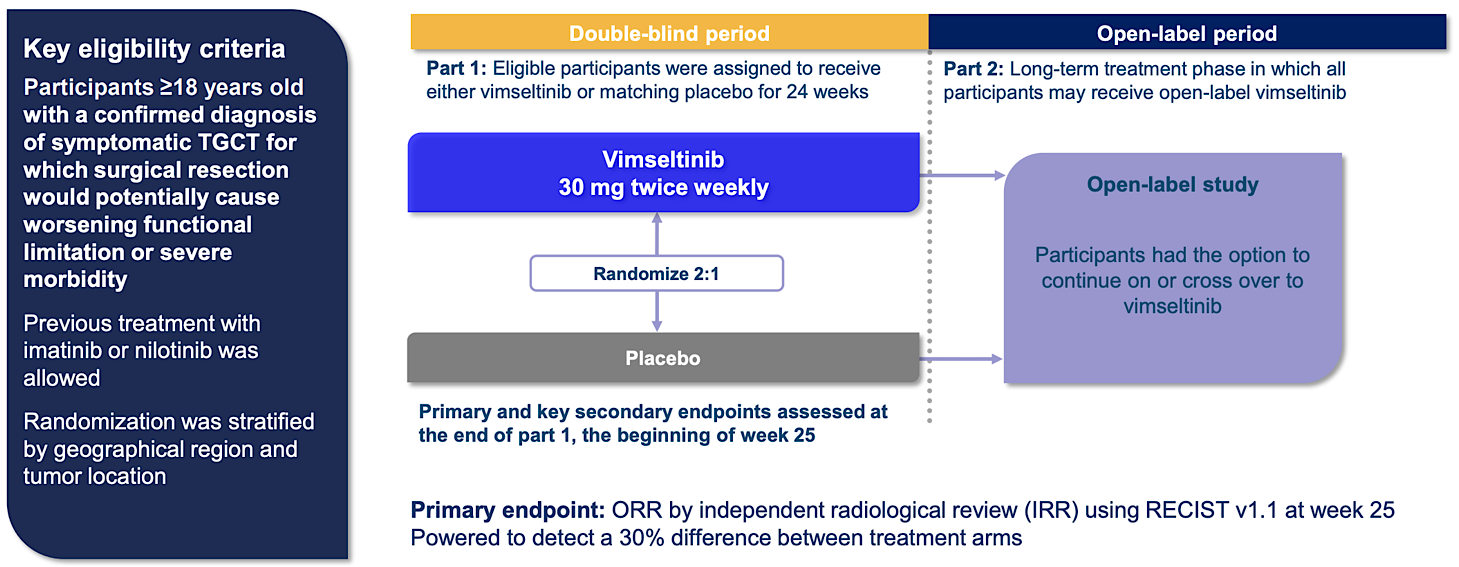 Key eligibility criteria
Participants ≥18 years old
with a confirmed diagnosis
of symptomatic TGCT for
which surgical resection
would potentially cause
worsening functional
limitation or severe
morbidity
Previous treatment with
imatinib or nilotinib was
allowed
Randomization was stratified
by geographical region and
tumor location
Double-blind period
Open-label period
Part 1: Eligible participants were assigned to receive
either vimseltinib or matching placebo for 24 weeks
Part 2: Long-term treatment phase in which all
participants may receive open-label vimseltinib
Vimseltinib
30 mg twice weekly
Randomize 2:1
Placebo
Open-label study
Participants had the option to
continue on or cross over to
vimseltinib
Primary and key secondary endpoints assessed at
the end of part 1, the beginning of week 25
Primary endpoint: ORR by independent radiological review (IRR) using RECIST v1.1 at week 25
Powered to detect a 30% difference between treatment arms